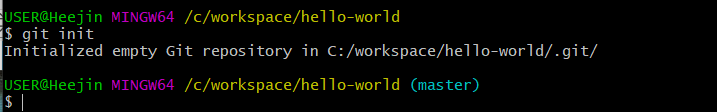 USER@Heejin MINGW64 /c/workspace/hello-world
$ git init
Initialized empty Git repository in C:/workspace/hello-world/.git/
USER@Heejin MINGW64 /c/workspace/hello-world (master)
$